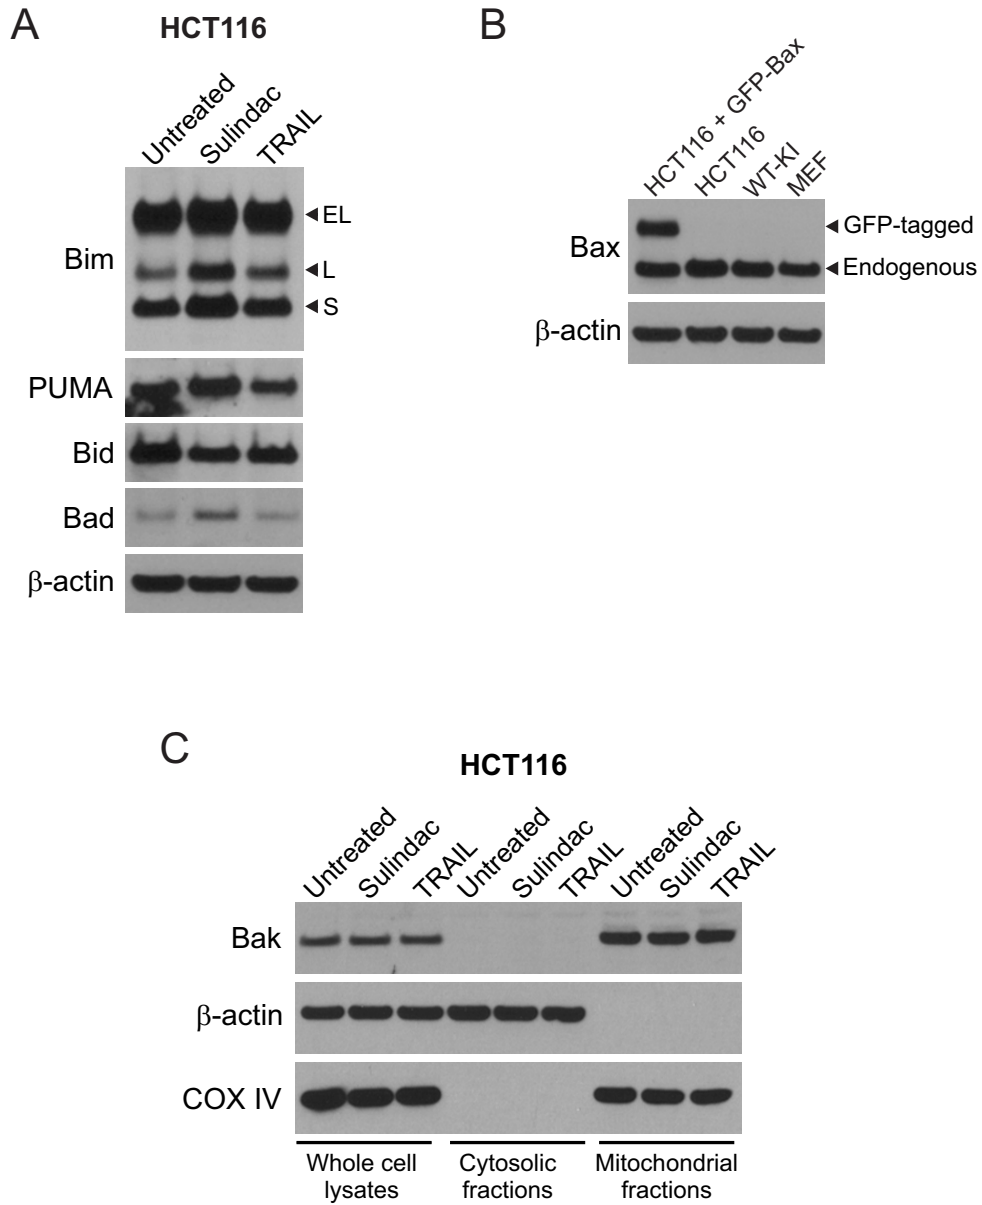 A
HCT116
Untreated
Sulindac
TRAIL
Bim
EL
L
S
PUMA
Bid
Bad
β-actin
B
HCT116 + GFP-Bax
HCT116
WT-KI
MEF
Bax
GFP-tagged
Endogenous
β-actin
C
HCT116
Untreated
Sulindac
TRAIL
Untreated
Sulindac
TRAIL
Untreated
Sulindac
TRAIL
Bak
β-actin
COX IV
Whole cell
lysates
Cytosolic
fractions
Mitochondrial
fractions